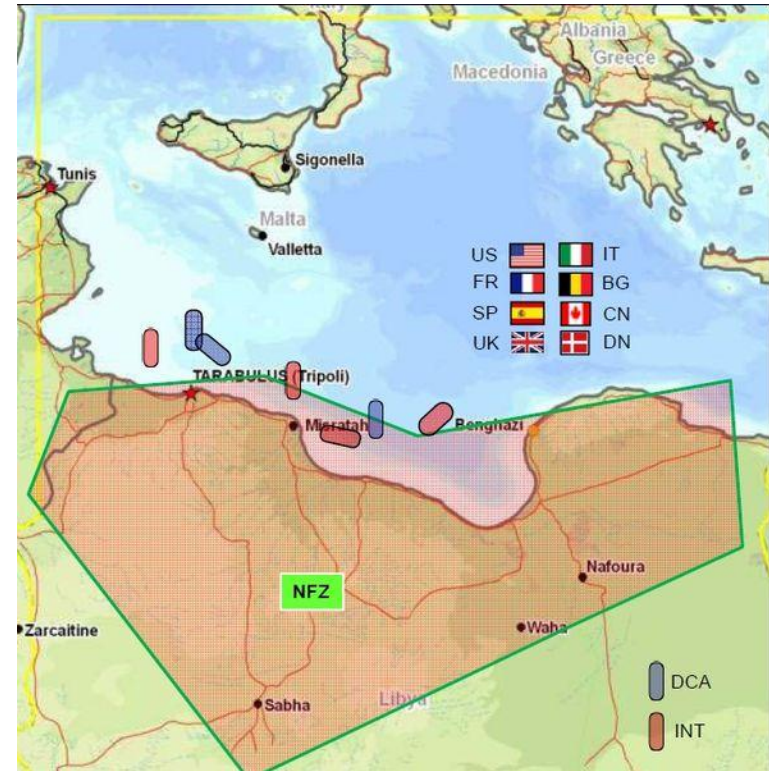 Italy
Albania
Greece
Macedonia
Sigonella
Tunis
Malta
Valletta
US IT
FR BG
SP CN
UK DN
TARABULUS (Tripoli)
Misratah
Benghazi
NFZ
Nafoura
Zarcaitine
Waha
DCA
Sabha
Libya
INT